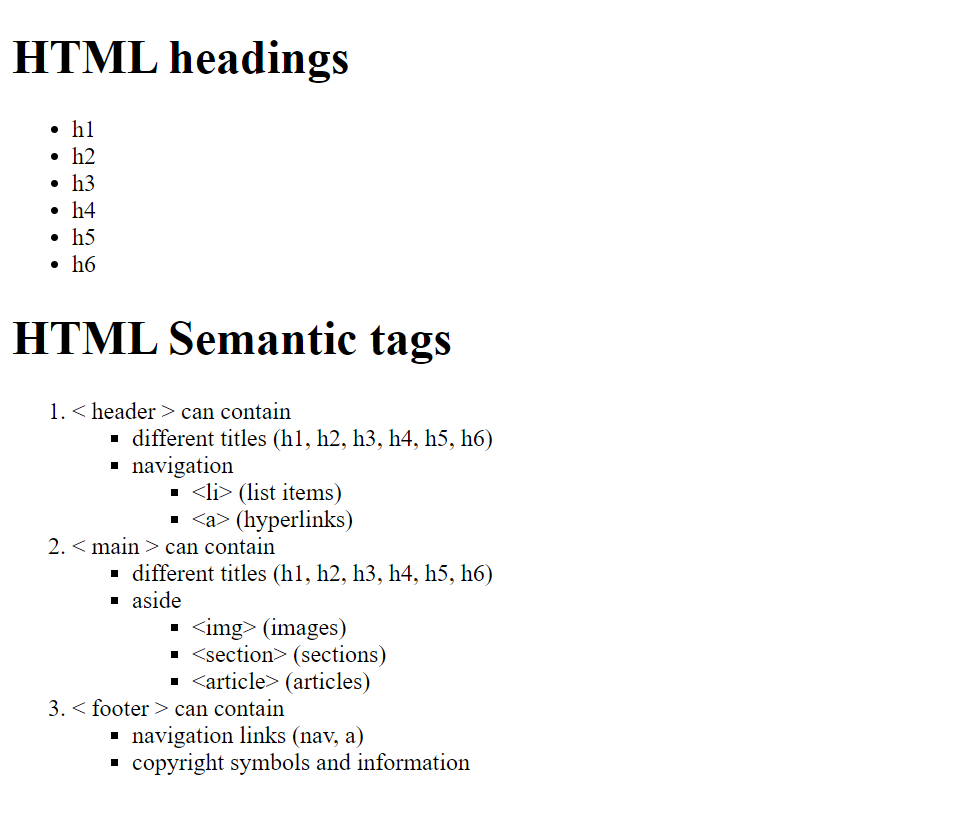 HTML headings
• h1
• h2
• h3
• h4
• h5
• h6
HTML Semantic tags
1. < header > can contain
▪ different titles (h1, h2, h3, h4, h5, h6)
▪ navigation
▪ <li> (list items)
▪ <a> (hyperlinks)
2. < main > can contain
▪ different titles (h1, h2, h3, h4, h5, h6)
▪ aside
▪ <img> (images)
▪ <section> (sections)
▪ <article> (articles)
3. < footer > can contain
▪ navigation links (nav, a)
▪ copyright symbols and information